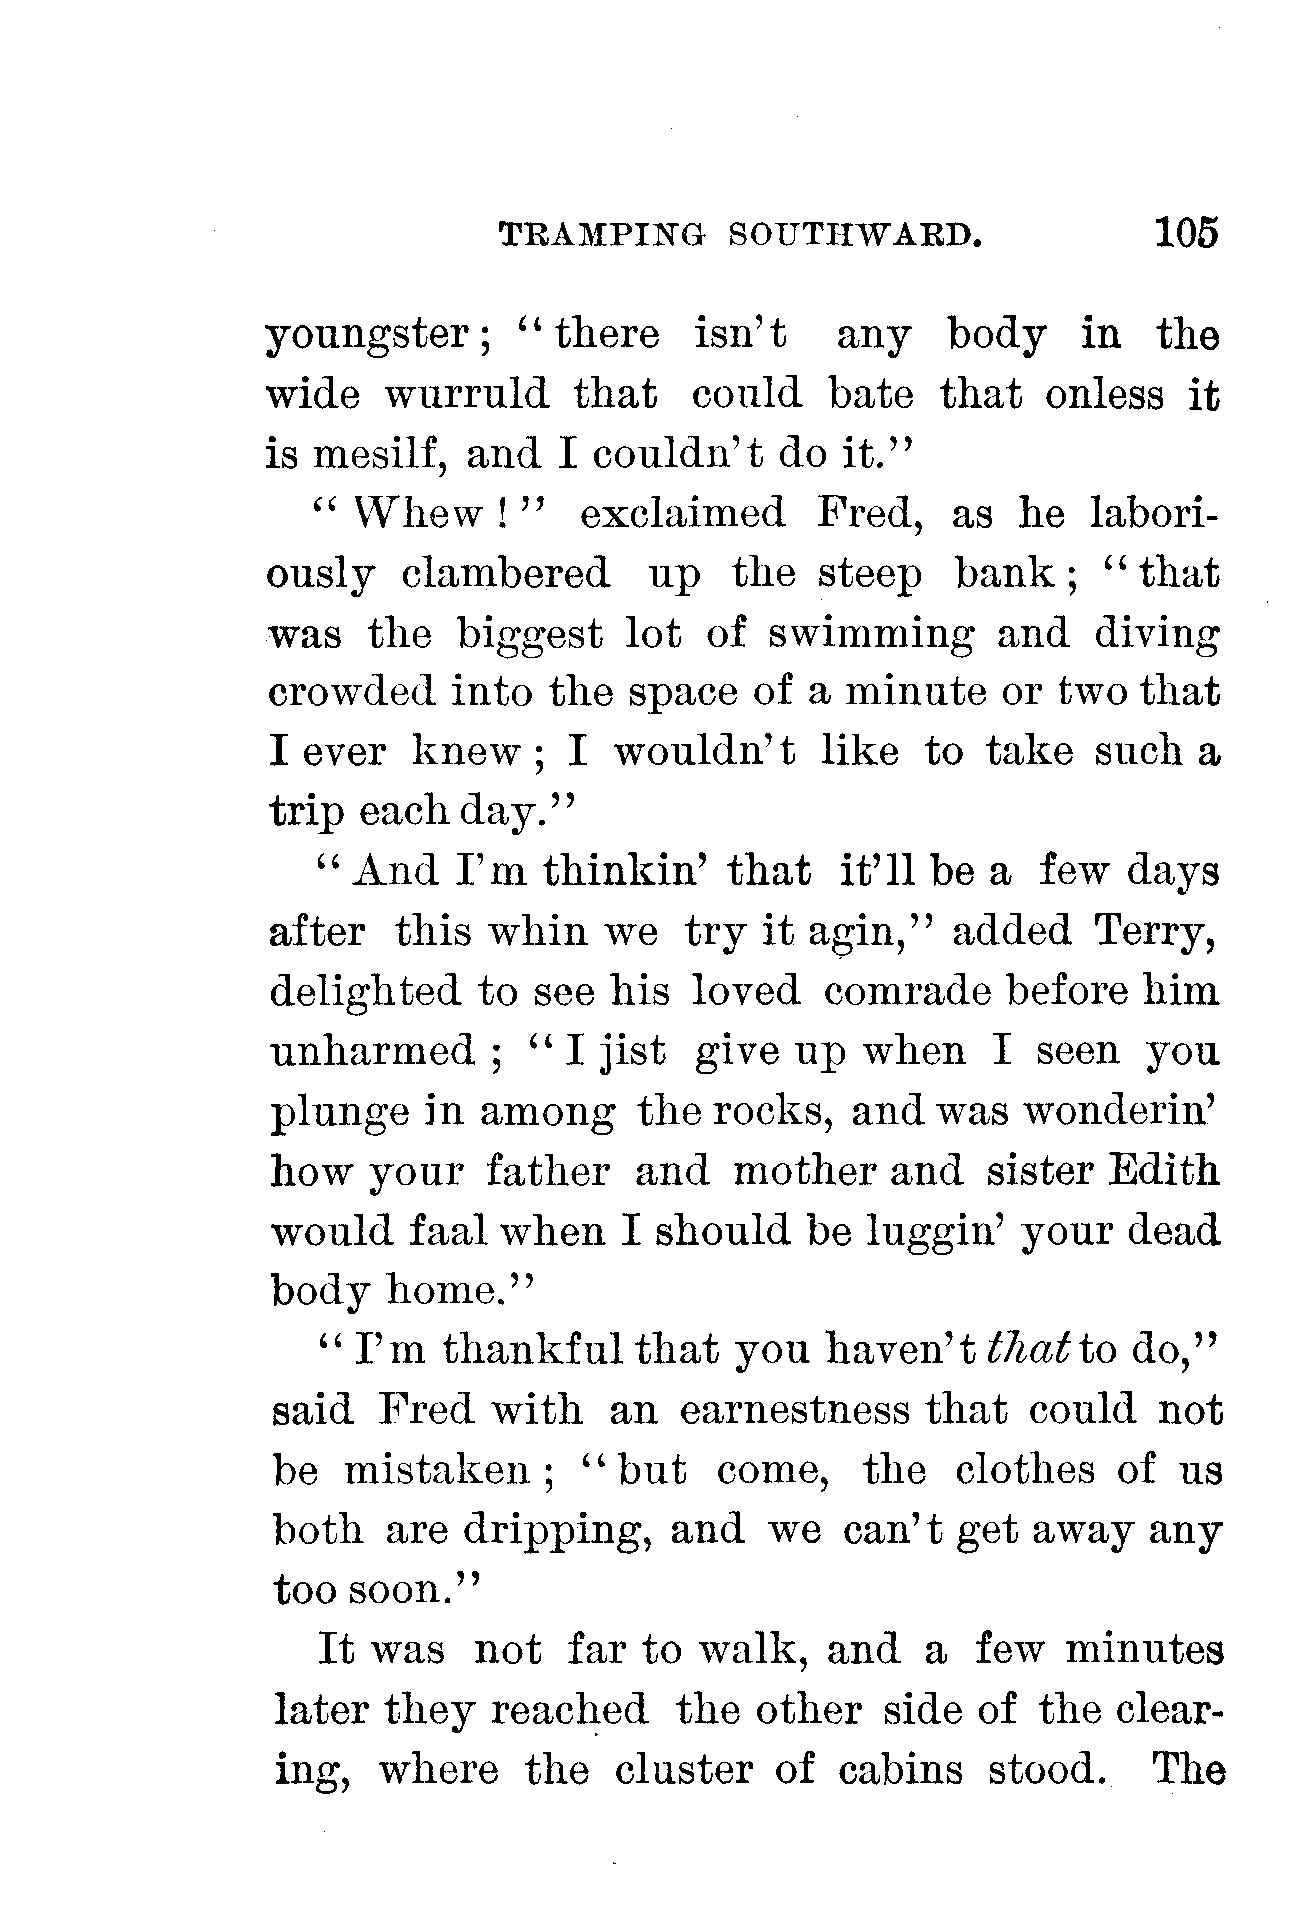 TRAMPING SOUTHWARD. 105
youngster; "there isn't any body in the
wide wurruld that could bate that onless it
is mesilf, and I couldn't do it."
"Whew!" exclaimed Fred, as he labori-
ously clambered up the steep bank; "that
was the biggest lot of swimming and diving
crowded into the space of a minute or two that
I ever knew; I wouldn't like to take such a
trip each day."
"And I'm thinkin' that it'll be a few days
after this whin we try it agin," added Terry,
delighted to see his loved comrade before him
unharmed; "I jist give up when I seen you
plunge in among the rocks, and was wonderin'
how your father and mother and sister Edith
would faal when I should be luggin' your dead
body home."
"I'm thankful that you haven't that to do,"
said Fred with an earnestness that could not
be mistaken; "but come, the clothes of us
both are dripping, and we can't get away any
too soon."
It was not far to walk, and a few minutes
later they reached the other side of the clear-
ing, where the cluster of cabins stood. The